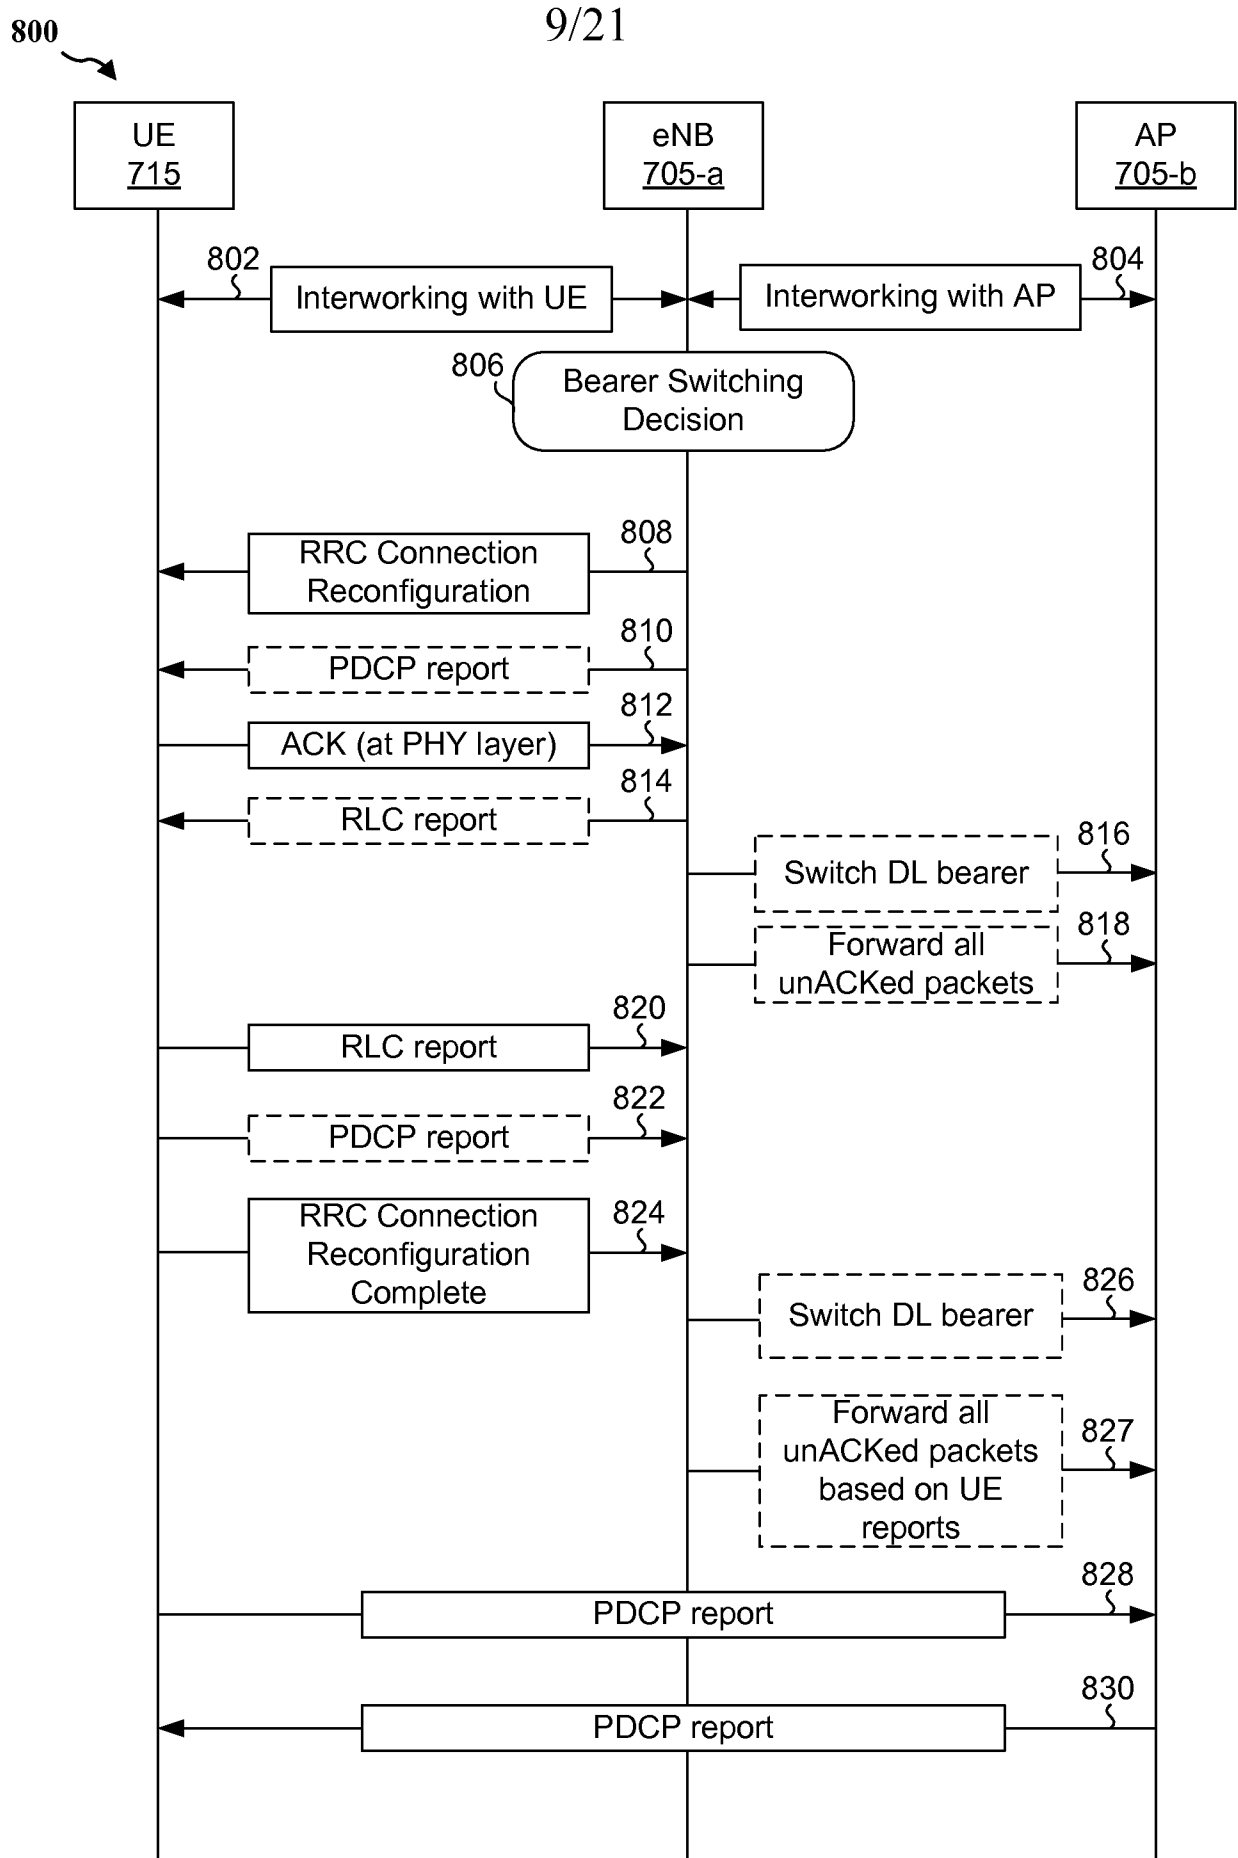 9/21
800
UE
715
eNB
705-a
AP
705-b
802
Interworking with UE
804
Interworking with AP
806
Bearer Switching
Decision
808
RRC Connection
Reconfiguration
810
PDCP report
812
ACK (at PHY layer)
814
RLC report
816
Switch DL bearer
818
Forward all
unACKed packets
820
RLC report
822
PDCP report
824
RRC Connection
Reconfiguration
Complete
826
Switch DL bearer
827
Forward all
unACKed packets
based on UE
reports
828
PDCP report
830
PDCP report